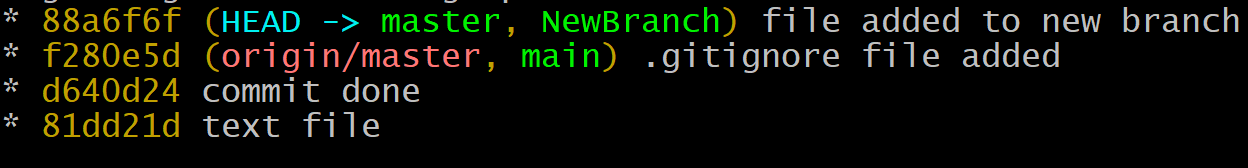 * 88a6f6f (HEAD -> master, NewBranch) file added to new branch
* f280e5d (origin/master, main) .gitignore file added
* d640d24 commit done
* 81dd21d text file